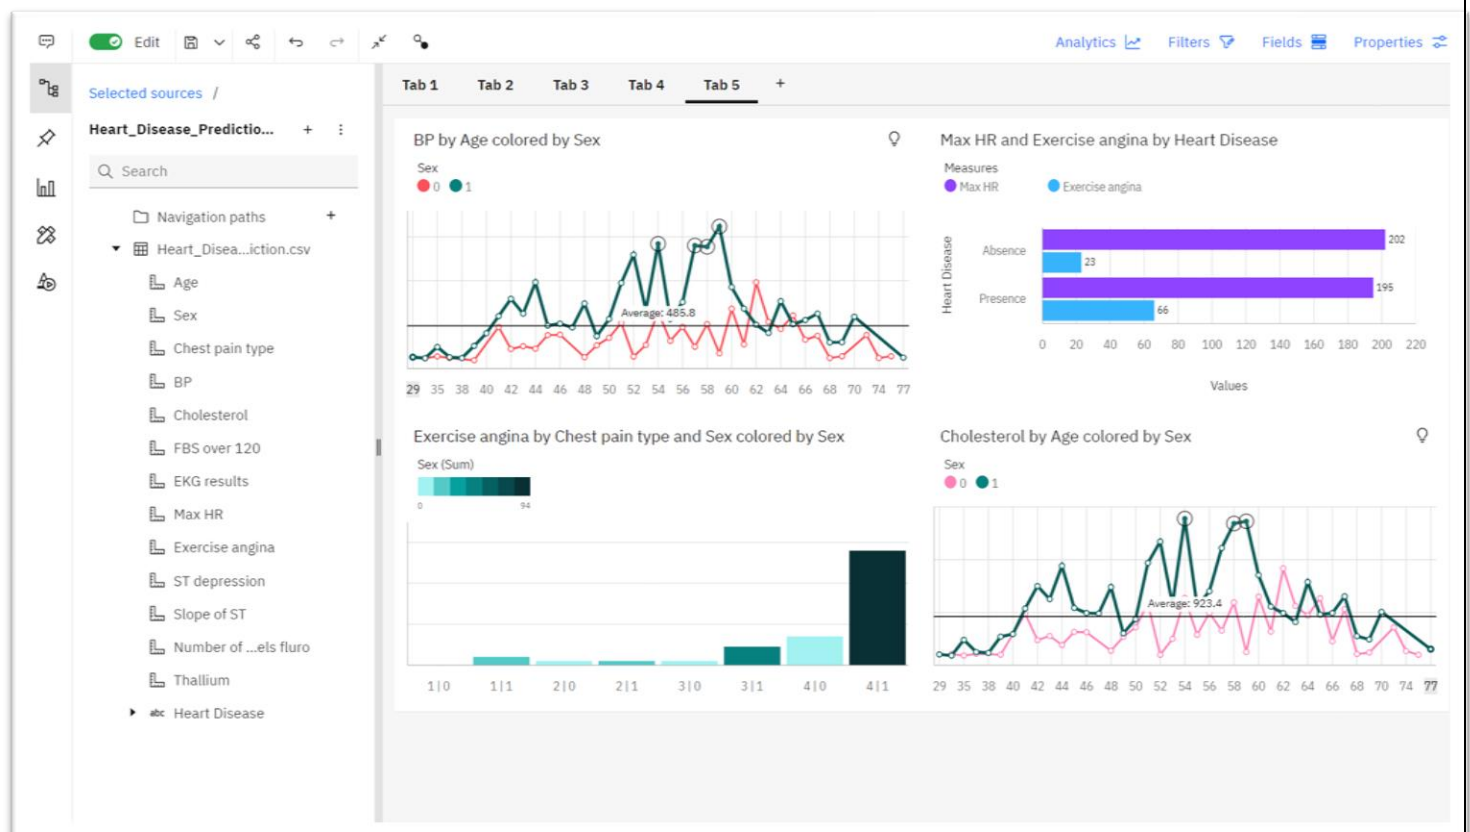 Edit
Analytics Filters Fields Properties
Selected sources /
Heart_Disease_Predictio...
Search
Navigation paths
Heart_Disea...iction.csv
Age
Sex
Chest pain type
BP
Cholesterol
FBS over 120
EKG results
Max HR
Exercise angina
ST depression
Slope of ST
Number of ...els fluro
Thallium
abc Heart Disease
Tab 1 Tab 2 Tab 3 Tab 4 Tab 5 +
BP by Age colored by Sex
Sex
0 1
Average: 485.8
29 35 38 40 42 44 46 48 50 52 54 56 58 60 62 64 66 68 70 74 77
Max HR and Exercise angina by Heart Disease
Measures
Max HR Exercise angina
Heart Disease
Absence
202
23
Presence
195
66
0 20 40 60 80 100 120 140 160 180 200 220
Values
Exercise angina by Chest pain type and Sex colored by Sex
Sex (Sum)
0 94
1|0 1|1 2|0 2|1 3|0 3|1 4|0 4|1
Cholesterol by Age colored by Sex
Sex
0 1
Average: 923.4
29 35 38 40 42 44 46 48 50 52 54 56 58 60 62 64 66 68 70 74 77